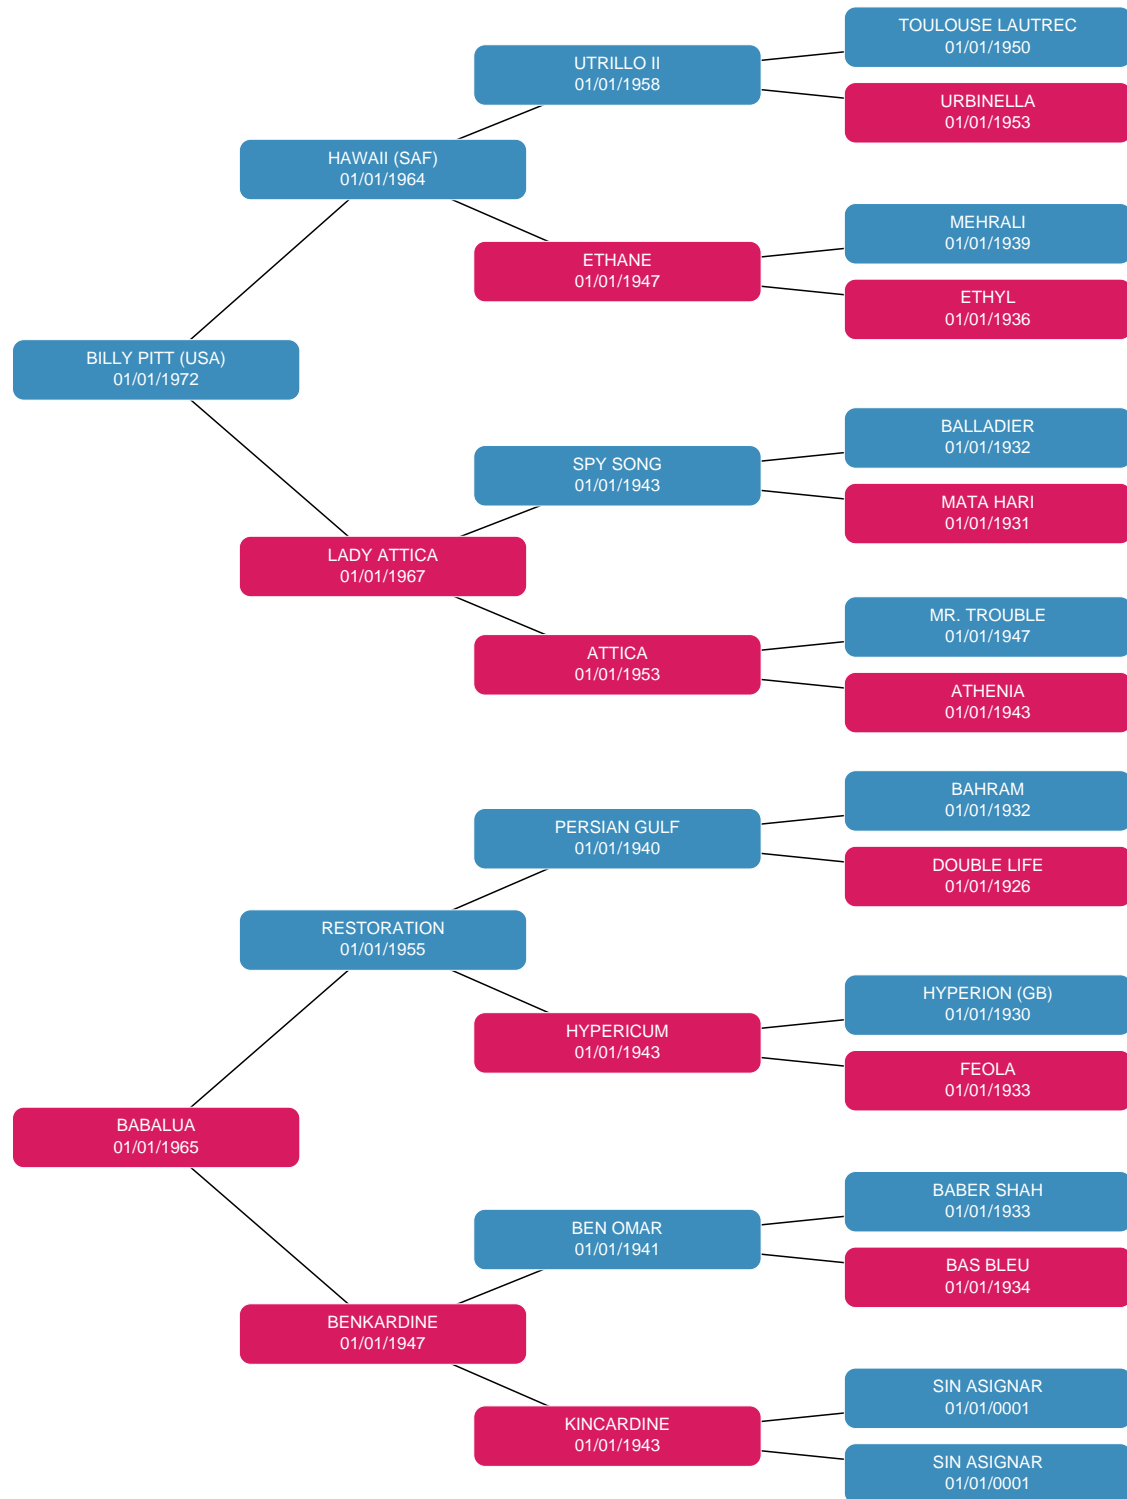 TOULOUSE LAUTREC
01/01/1950
UTRILLO II
01/01/1958
URBINELLA
01/01/1953
HAWAII (SAF)
01/01/1964
MEHRALI
01/01/1939
ETHANE
01/01/1947
ETHYL
01/01/1936
BILLY PITT (USA)
01/01/1972
BALLADIER
01/01/1932
SPY SONG
01/01/1943
MATA HARI
01/01/1931
LADY ATTICA
01/01/1967
MR. TROUBLE
01/01/1947
ATTICA
01/01/1953
ATHENIA
01/01/1943
BAHRAM
01/01/1932
PERSIAN GULF
01/01/1940
DOUBLE LIFE
01/01/1926
RESTORATION
01/01/1955
HYPERION (GB)
01/01/1930
HYPERICUM
01/01/1943
FEOLA
01/01/1933
BABALUA
01/01/1965
BABER SHAH
01/01/1933
BEN OMAR
01/01/1941
BAS BLEU
01/01/1934
BENKARDINE
01/01/1947
SIN ASIGNAR
01/01/0001
KINCARDINE
01/01/1943
SIN ASIGNAR
01/01/0001